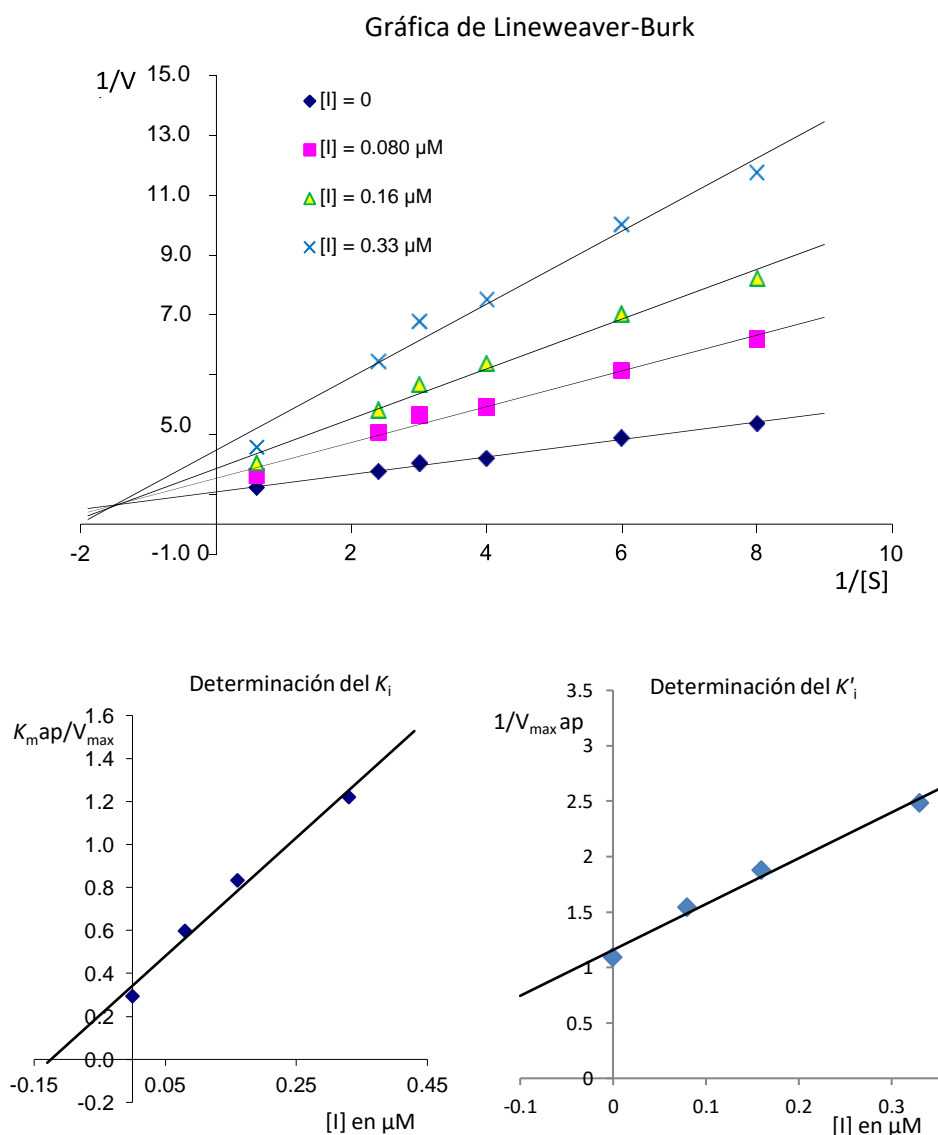 Gráfica de Lineweaver-Burk
1/V
15.0
13.0
11.0
9.0
7.0
5.0
-1.0
[I] = 0
[I] = 0.080 µM
[I] = 0.16 µM
[I] = 0.33 µM
-2 0 2 4 6 8 10
1/[S]
Determinación del Ki
Kmap/Vmax
1.6
1.4
1.2
1.0
0.8
0.6
0.4
0.2
0.0
-0.2
-0.15 0.05 0.25 0.45
[I] en µM
Determinación del K'i
1/Vmax ap
3.5
3
2.5
2
1.5
1
0.5
0
-0.1 0 0.1 0.2 0.3
[I] en µM